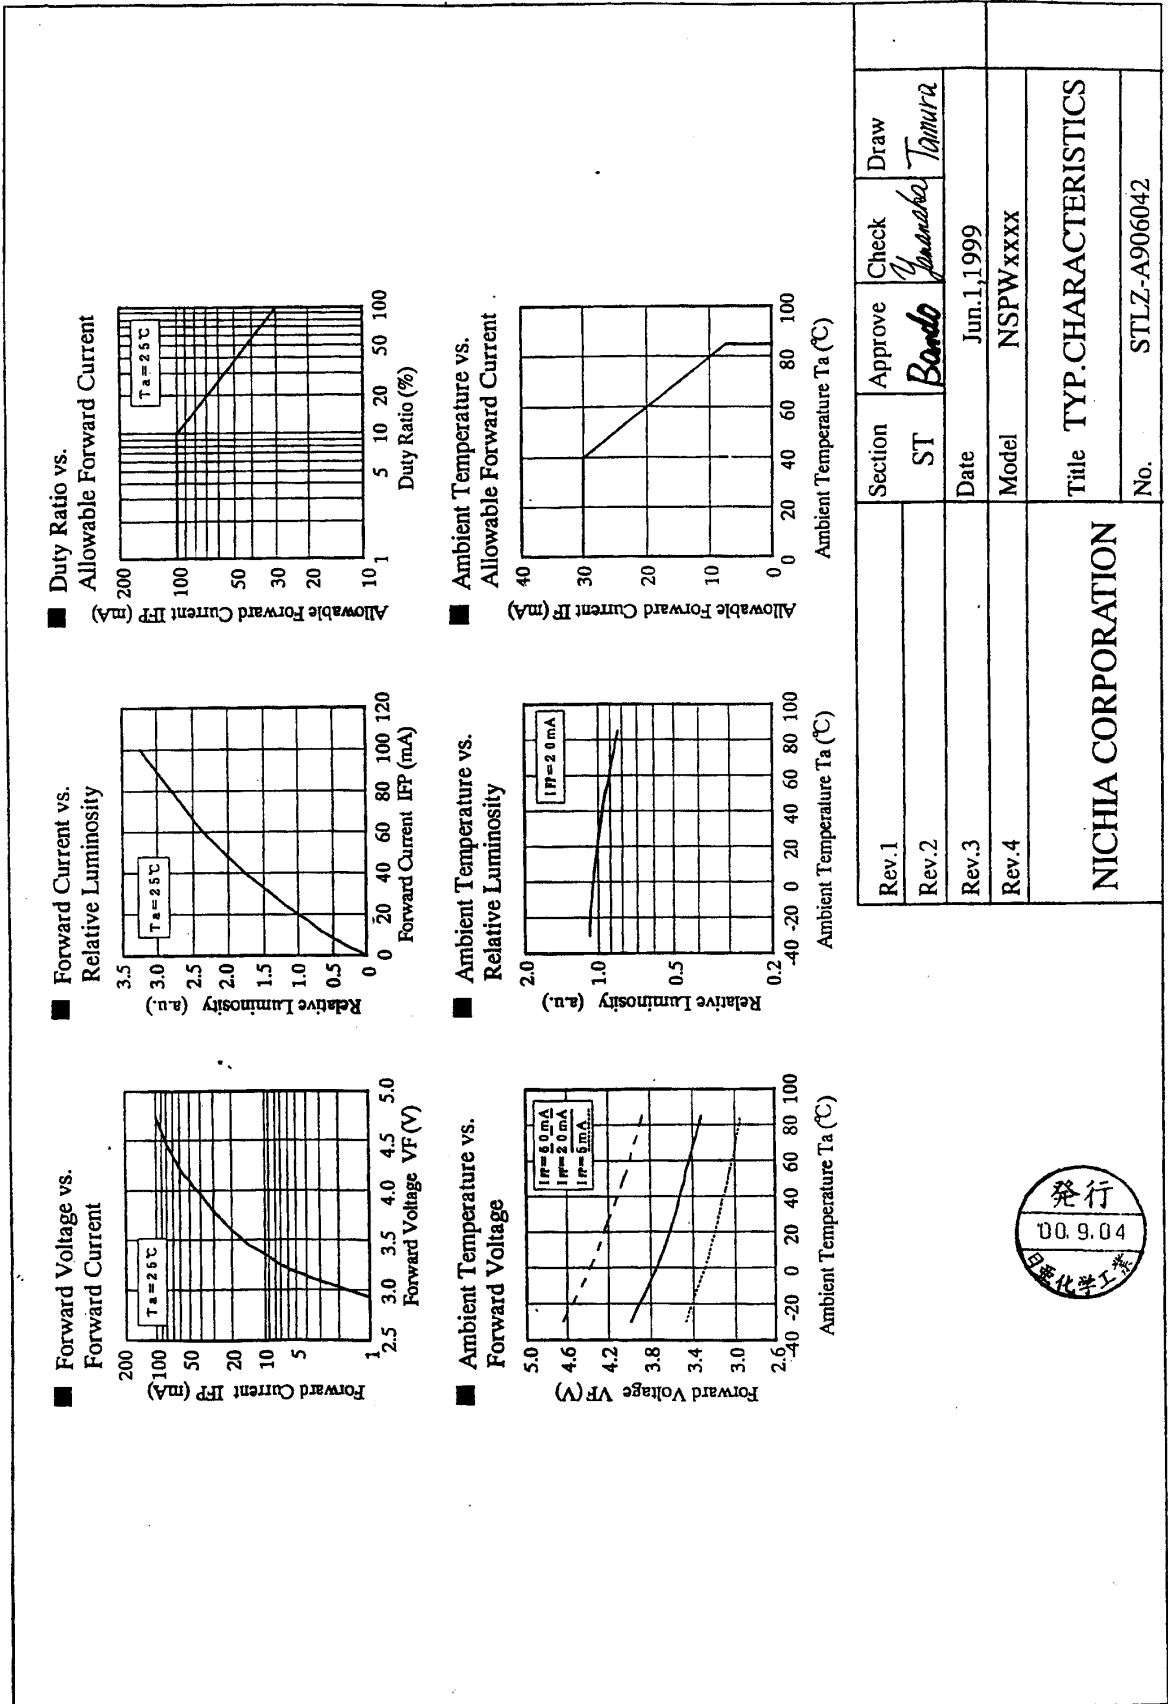 ■ Forward Voltage vs.
Forward Current
Forward Current IFP (mA)
200
100
50
20
10
5
1
Ta=25℃
2.5 3.0 3.5 4.0 4.5 5.0
Forward Voltage VF (V)
■ Forward Current vs.
Relative Luminosity
Relative Luminosity (a.u.)
3.5
3.0
2.5
2.0
1.5
1.0
0.5
0
Ta=25℃
0 20 40 60 80 100 120
Forward Current IFP (mA)
■ Duty Ratio vs.
Allowable Forward Current
Allowable Forward Current IFP (mA)
200
100
50
30
20
10
Ta=25℃
1 5 10 20 50 100
Duty Ratio (%)
■ Ambient Temperature vs.
Forward Voltage
Forward Voltage VF (V)
5.0
4.6
4.2
3.8
3.4
3.0
2.6
IFP=60mA
IFP=20mA
IFP=5mA
-40 -20 0 20 40 60 80 100
Ambient Temperature Ta (℃)
■ Ambient Temperature vs.
Relative Luminosity
Relative Luminosity (a.u.)
2.0
1.0
0.5
0.2
IFP=20mA
-40 -20 0 20 40 60 80 100
Ambient Temperature Ta (℃)
■ Ambient Temperature vs.
Allowable Forward Current
Allowable Forward Current IF (mA)
40
30
20
10
0
0 20 40 60 80 100
Ambient Temperature Ta (℃)
Rev.1
Rev.2
Rev.3
Rev.4
Section Approve Check Draw
ST Bando Yamanaka Tamura
Date Jun.1,1999
Model NSPWxxxx
NICHIA CORPORATION
Title TYP.CHARACTERISTICS
No. STLZ-A906042
発行
'00.9.04
日亜化学工業